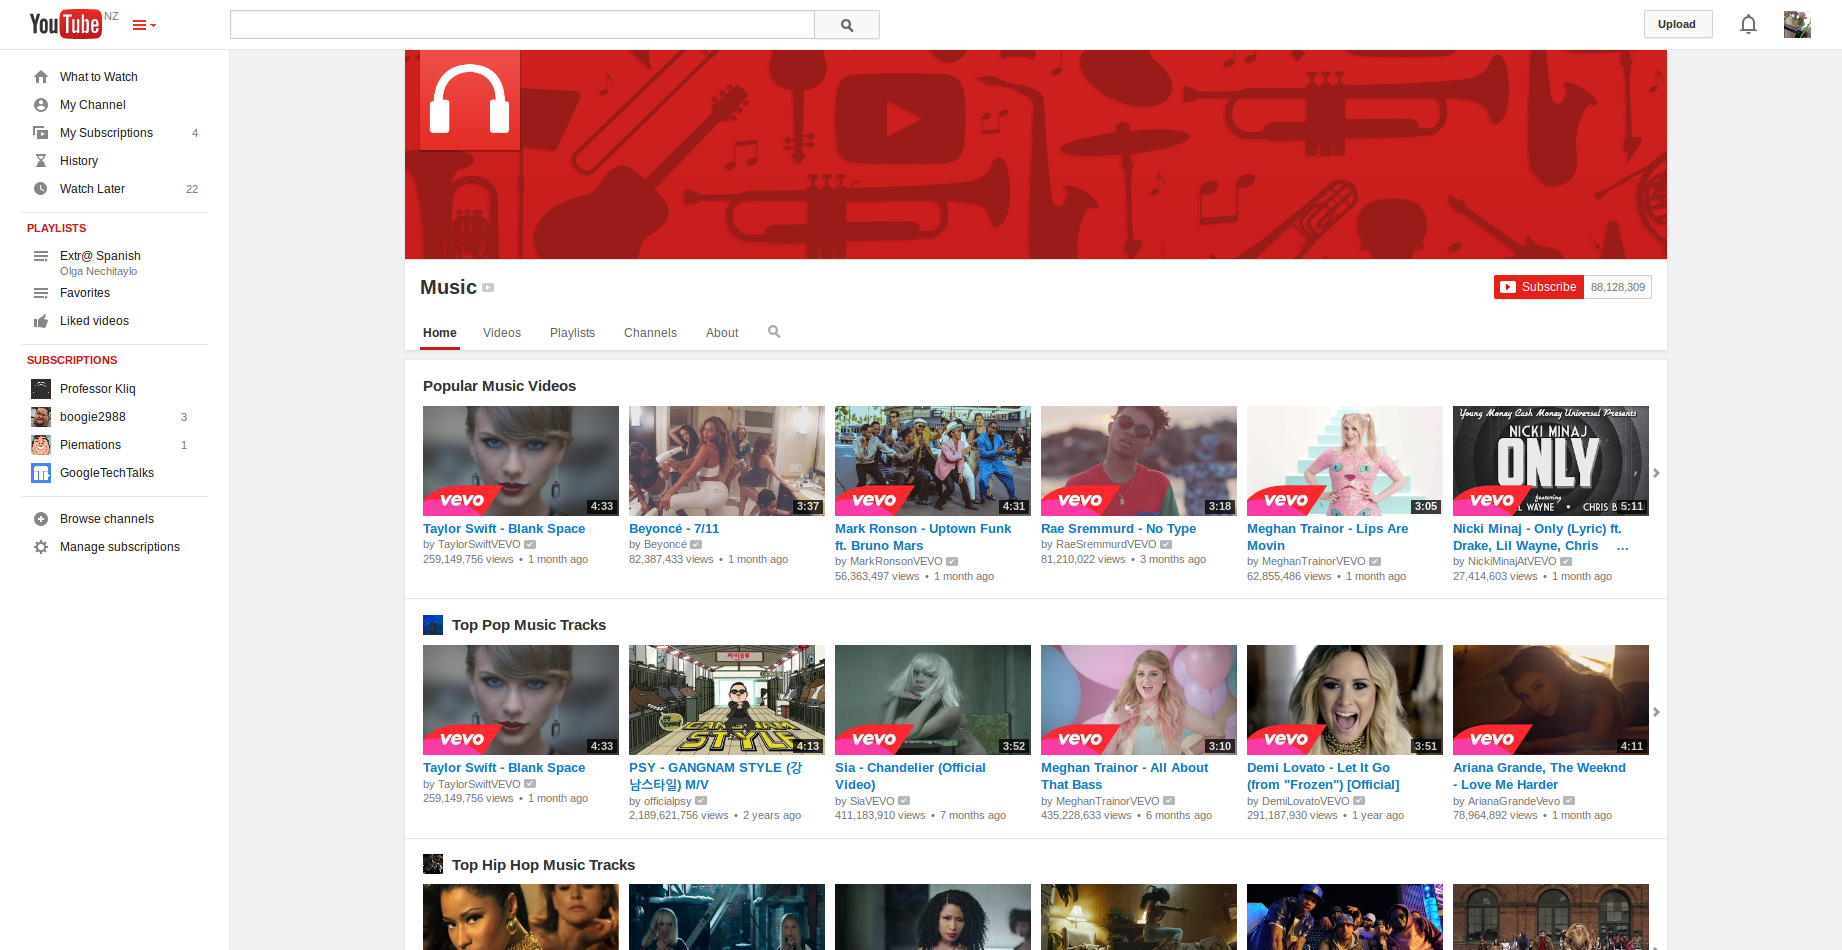 YouTube NZ
Upload
What to Watch
My Channel
My Subscriptions 4
History
Watch Later 22
PLAYLISTS
Extr@ Spanish
Olga Nechitaylo
Favorites
Liked videos
SUBSCRIPTIONS
Professor Kliq
boogie2988 3
Piemations 1
GoogleTechTalks
Browse channels
Manage subscriptions
Music
Subscribe 88,128,309
Home Videos Playlists Channels About
Popular Music Videos
vevo 4:33
Taylor Swift - Blank Space
by TaylorSwiftVEVO
259,149,756 views • 1 month ago
3:37
Beyoncé - 7/11
by Beyoncé
82,387,433 views • 1 month ago
vevo 4:31
Mark Ronson - Uptown Funk
ft. Bruno Mars
by MarkRonsonVEVO
56,363,497 views • 1 month ago
vevo 3:18
Rae Sremmurd - No Type
by RaeSremmurdVEVO
81,210,022 views • 3 months ago
vevo 3:05
Meghan Trainor - Lips Are
Movin
by MeghanTrainorVEVO
62,855,486 views • 1 month ago
Young Money Cash Money Universal Presents
NICKI MINAJ
ONLY
featuring
vevo 5:11
WAYNE • CHRIS B
Nicki Minaj - Only (Lyric) ft.
Drake, Lil Wayne, Chris ...
by NickiMinajAtVEVO
27,414,603 views • 1 month ago
Top Pop Music Tracks
vevo 4:33
Taylor Swift - Blank Space
by TaylorSwiftVEVO
259,149,756 views • 1 month ago
GANGNAM
STYLE
4:13
PSY - GANGNAM STYLE (강
남스타일) M/V
by officialpsy
2,189,621,756 views • 2 years ago
vevo 3:52
Sia - Chandelier (Official
Video)
by SiaVEVO
411,183,910 views • 7 months ago
vevo 3:10
Meghan Trainor - All About
That Bass
by MeghanTrainorVEVO
435,228,633 views • 6 months ago
vevo 3:51
Demi Lovato - Let It Go
(from "Frozen") [Official]
by DemiLovatoVEVO
291,187,930 views • 1 year ago
vevo 4:11
Ariana Grande, The Weeknd
- Love Me Harder
by ArianaGrandeVevo
78,964,892 views • 1 month ago
Top Hip Hop Music Tracks